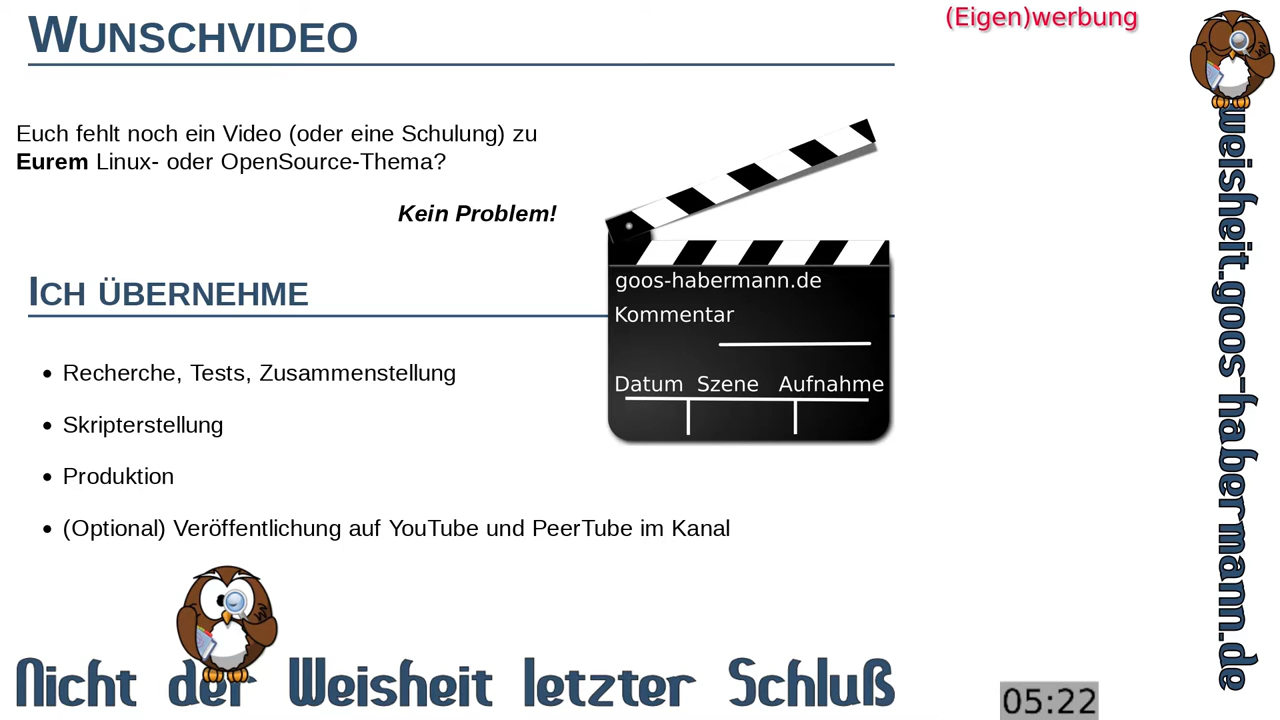 WUNSCHVIDEO
(Eigen)werbung
Euch fehlt noch ein Video (oder eine Schulung) zu
Eurem Linux- oder OpenSource-Thema?
Kein Problem!
ICH ÜBERNEHME
goos-habermann.de
Kommentar
Datum Szene Aufnahme
Recherche, Tests, Zusammenstellung
Skripterstellung
Produktion
(Optional) Veröffentlichung auf YouTube und PeerTube im Kanal
Nicht der Weisheit letzter Schluß
05:22
weisheit.goos-habermann.de